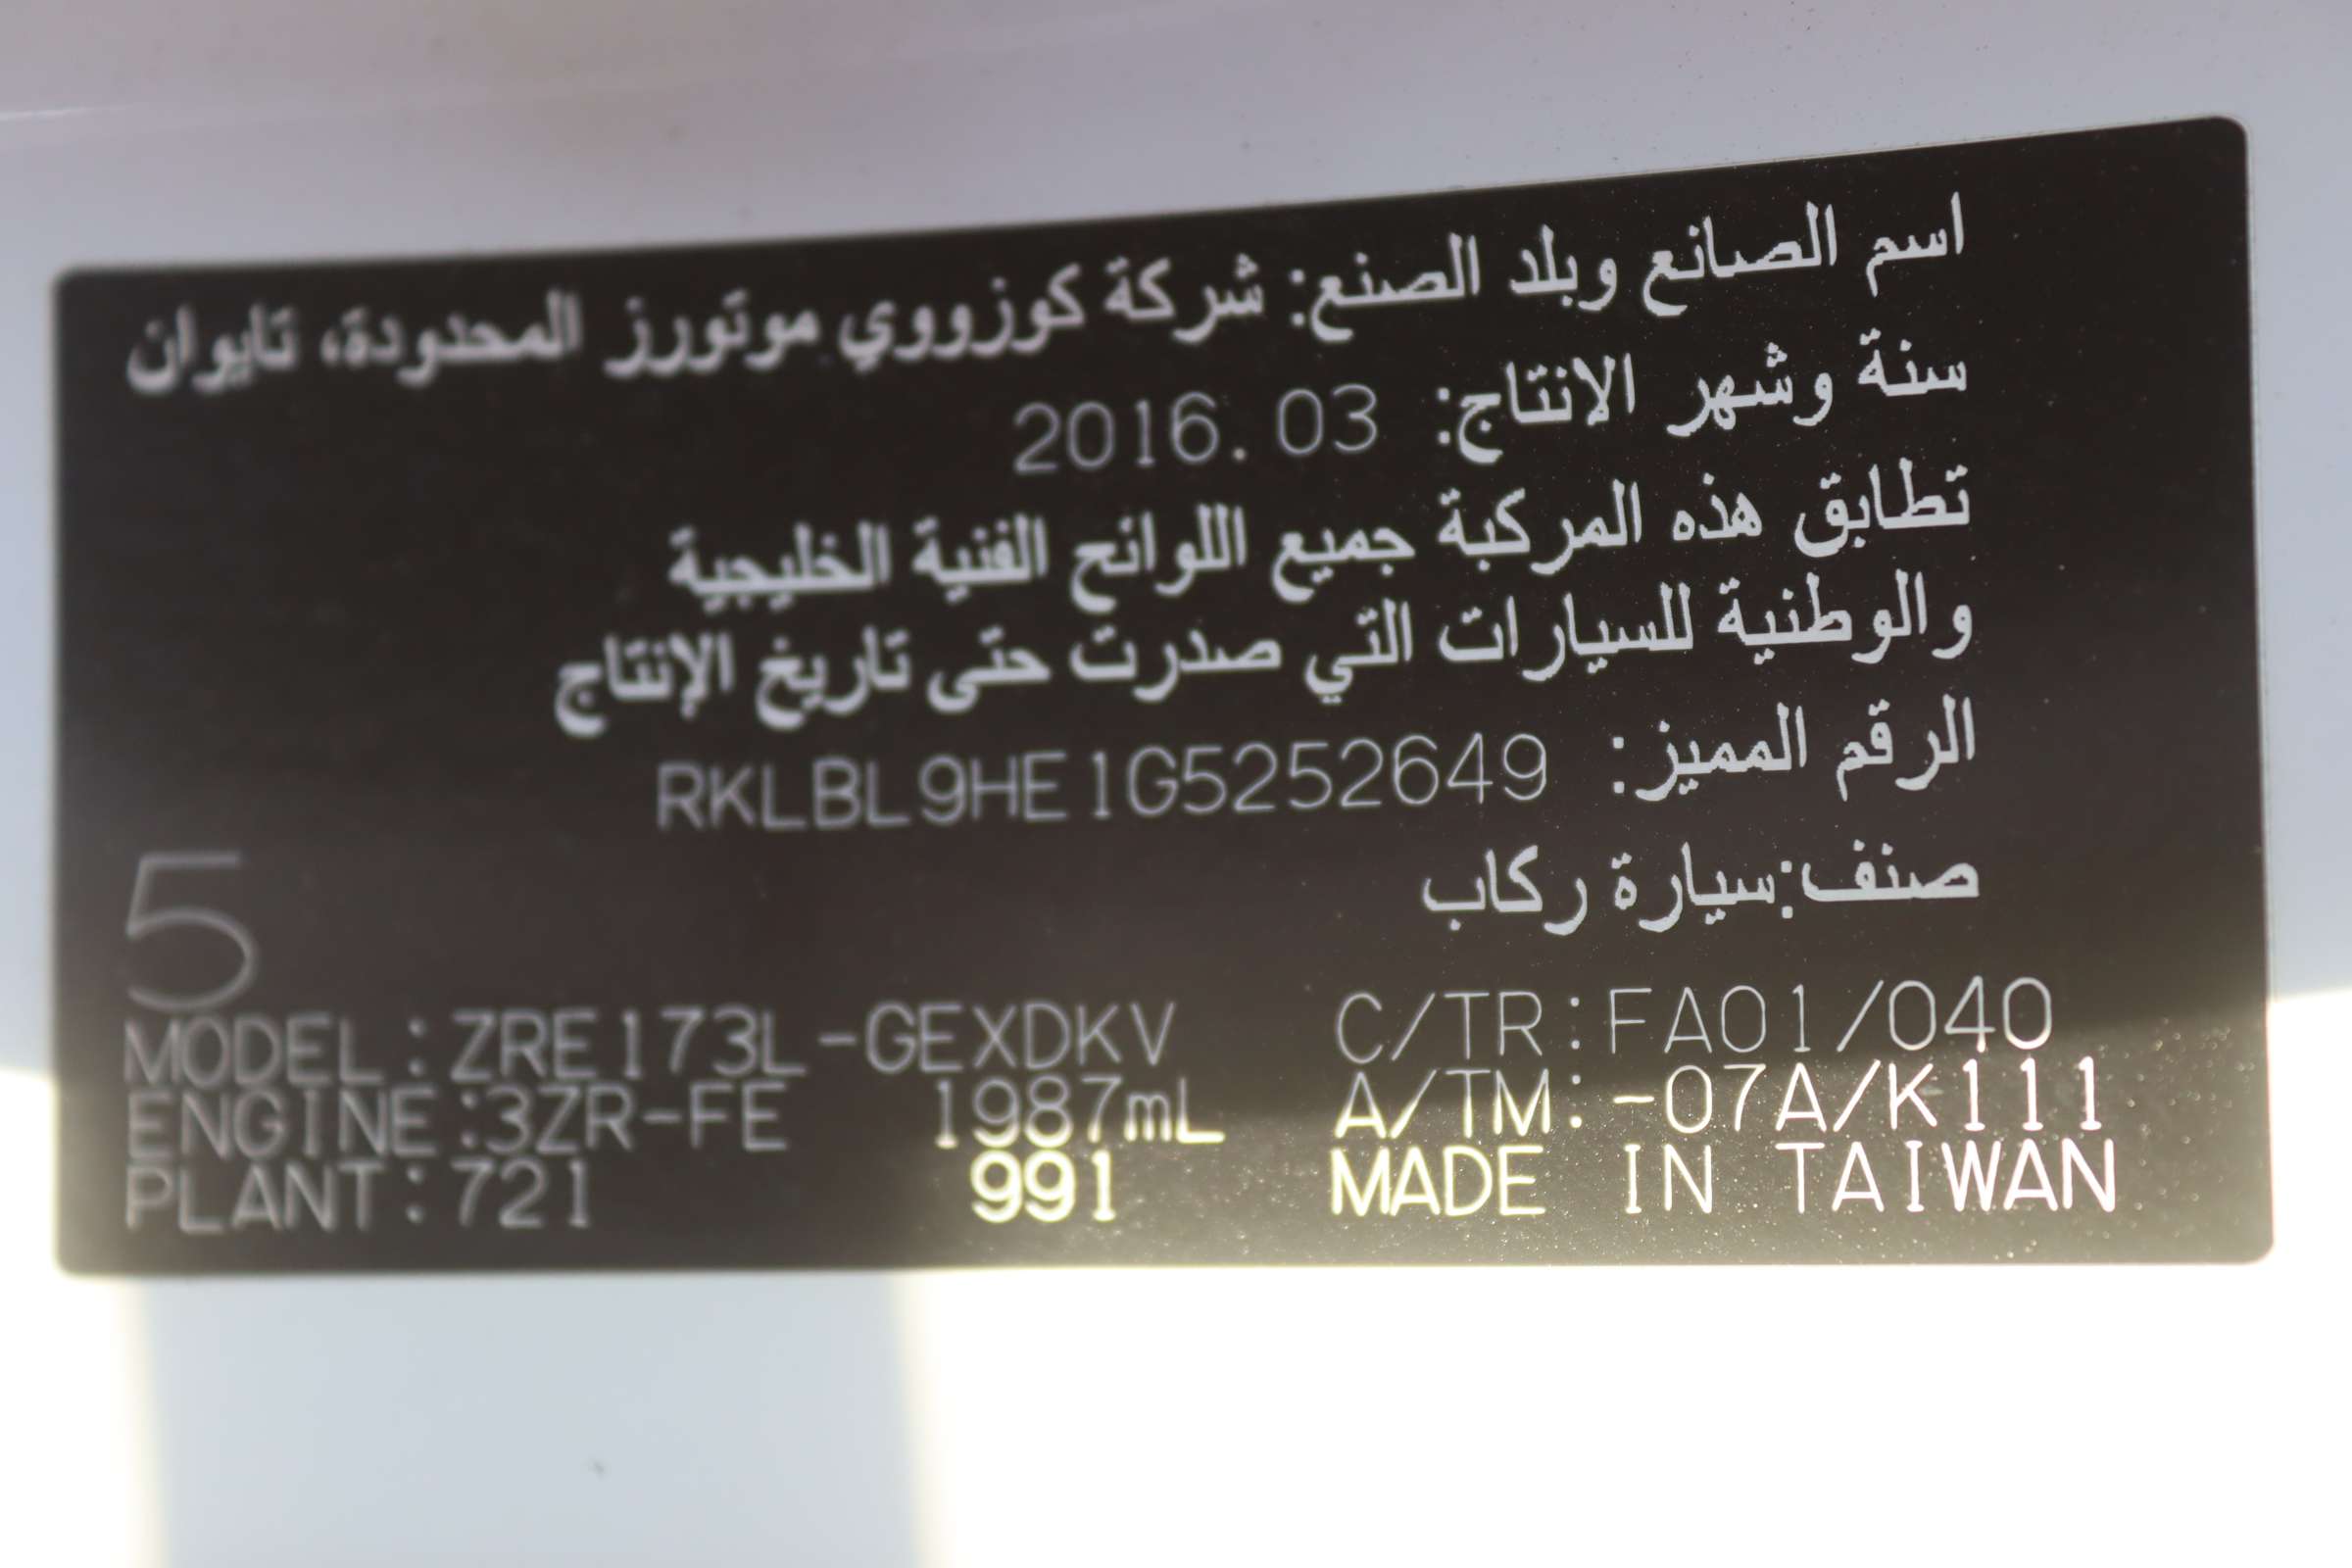 اسم الصانع وبلد الصنع: شركة كوزووي موتورز المحدودة، تايوان
سنة وشهر الانتاج: 2016.03
تطابق هذه المركبة جميع اللوائح الفنية الخليجية
والوطنية للسيارات التي صدرت حتى تاريخ الإنتاج
الرقم المميز: RKLBL9HE1G5252649
صنف:سيارة ركاب
5
MODEL:ZRE173L-GEXDKV C/TR:FA01/040
ENGINE:3ZR-FE 1987mL A/TM:-07A/K111
PLANT:721 991 MADE IN TAIWAN